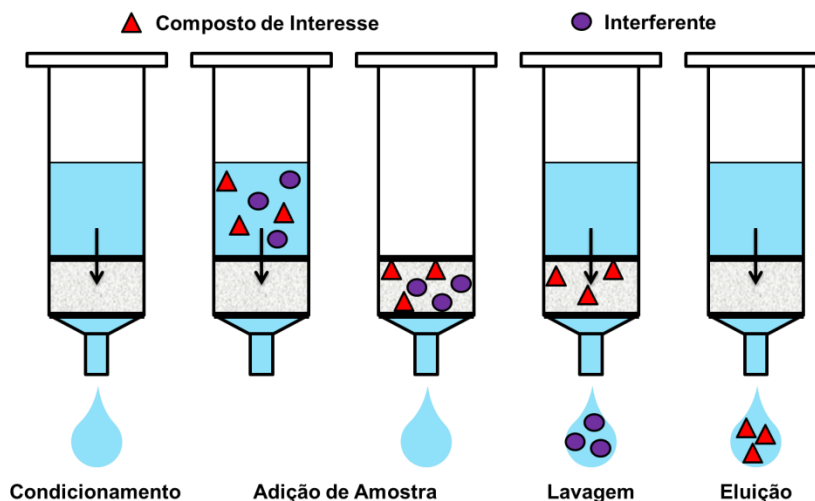 Composto de Interesse
Interferente
Condicionamento
Adição de Amostra
Lavagem
Eluição